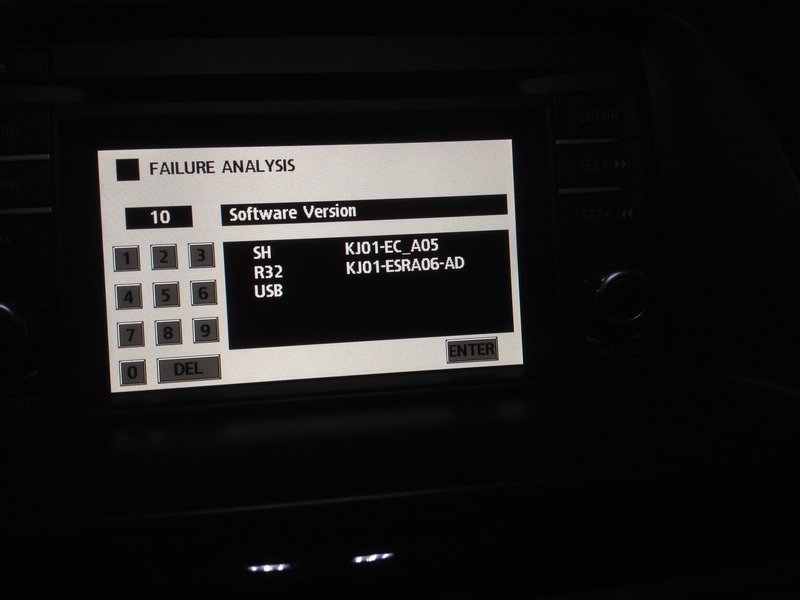 FAILURE ANALYSIS
10
Software Version
1 2 3
SH KJ01-EC_A05
R32 KJ01-ESRA06-AD
USB
4 5 6
7 8 9
0 DEL
ENTER
SETUP
SEEK
SEEK